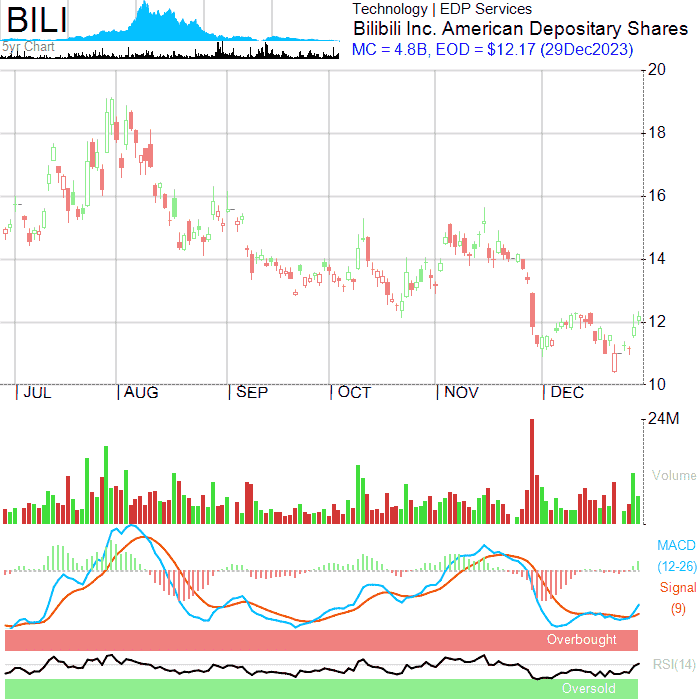 BILI
5yr Chart
Technology | EDP Services
Bilibili Inc. American Depositary Shares
MC = 4.8B, EOD = $12.17 (29Dec2023)
20
18
16
14
12
10
JUL AUG SEP OCT NOV DEC
24M
Volume
MACD
(12-26)
Signal
(9)
Overbought
RSI(14)
Oversold